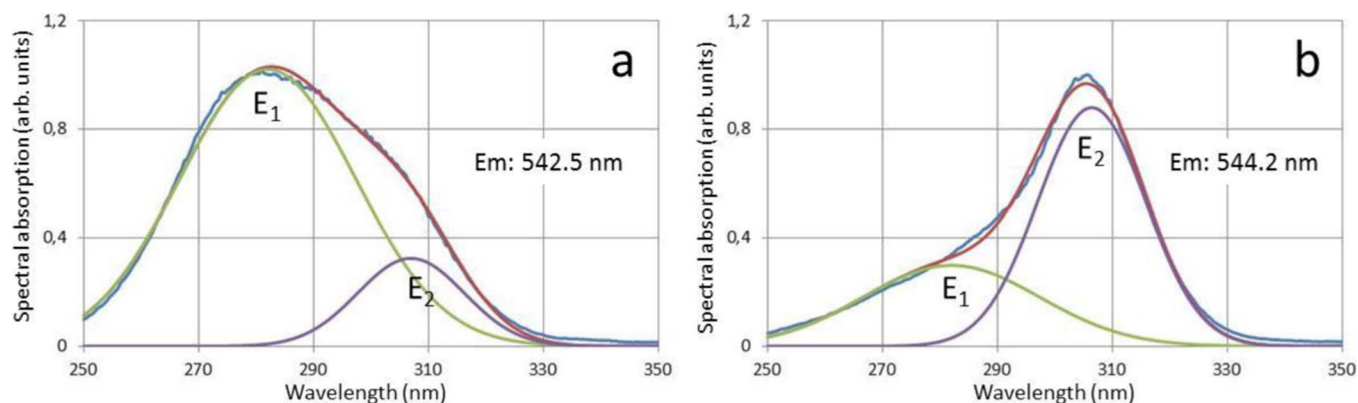 1,2
0,8
0,4
0
250
270
290
310
330
350
Spectral absorption (arb. units)
Wavelength (nm)
a
E1
E2
Em: 542.5 nm
1,2
0,8
0,4
0
250
270
290
310
330
350
Spectral absorption (arb. units)
Wavelength (nm)
b
E1
E2
Em: 544.2 nm